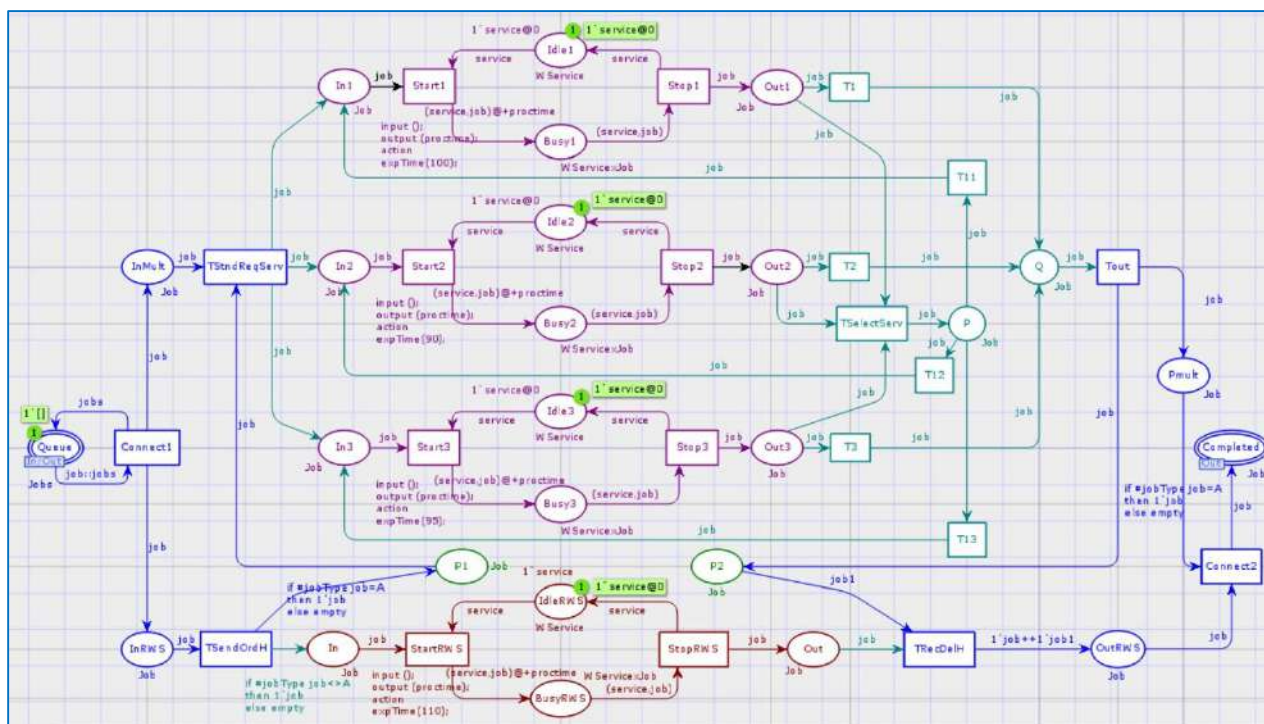 1`service@0
1 1`service@0
Idle1
service
service
W Service
In1
job
Start1
Stop1
job
Out1
job
T1
Job
Job
(service,job)@+proctime
(service,job)
input ();
output (proctime);
action
expTime(100);
Busy1
W ServicexJob
job
job
job
job
T11
1`service@0
1 1`service@0
Idle2
service
service
W Service
job
InMult
job
TStndReqServ
job
In2
job
Start2
Stop2
job
Out2
job
T2
job
Q
job
Tout
Job
Job
Job
Job
(service,job)@+proctime
(service,job)
input ();
output (proctime);
action
expTime(90);
Busy2
W ServicexJob
job
TSelectServ
job
P
Job
job
T12
job
job
job
job
job
Pmult
Job
1`service@0
1 1`service@0
Idle3
service
service
W Service
job
job
1`[]
1
jobs
Queue
In/Out
Jobs
job::jobs
Connect1
In3
job
Start3
Stop3
job
Out3
job
T3
Job
Job
job
Completed
Out
Job
(service,job)@+proctime
(service,job)
input ();
output (proctime);
action
expTime(95);
Busy3
W ServicexJob
job
T13
if #jobType job=A
then 1`job
else empty
job
job
P1
Job
P2
Job
Connect2
if #jobType job=A
then 1`job
else empty
1`service
1 1`service@0
IdleRWS
service
service
W Service
job1
InRWS
job
TSendOrdH
In
job
StartRWS
StopRWS
job
Out
job
TRecDelH
1`job++1`job1
OutRWS
job
Job
Job
Job
Job
if #jobType job<>A
then 1`job
else empty
(service,job)@+proctime
W ServicexJob
(service,job)
input ();
output (proctime);
action
expTime(110);
BusyRWS